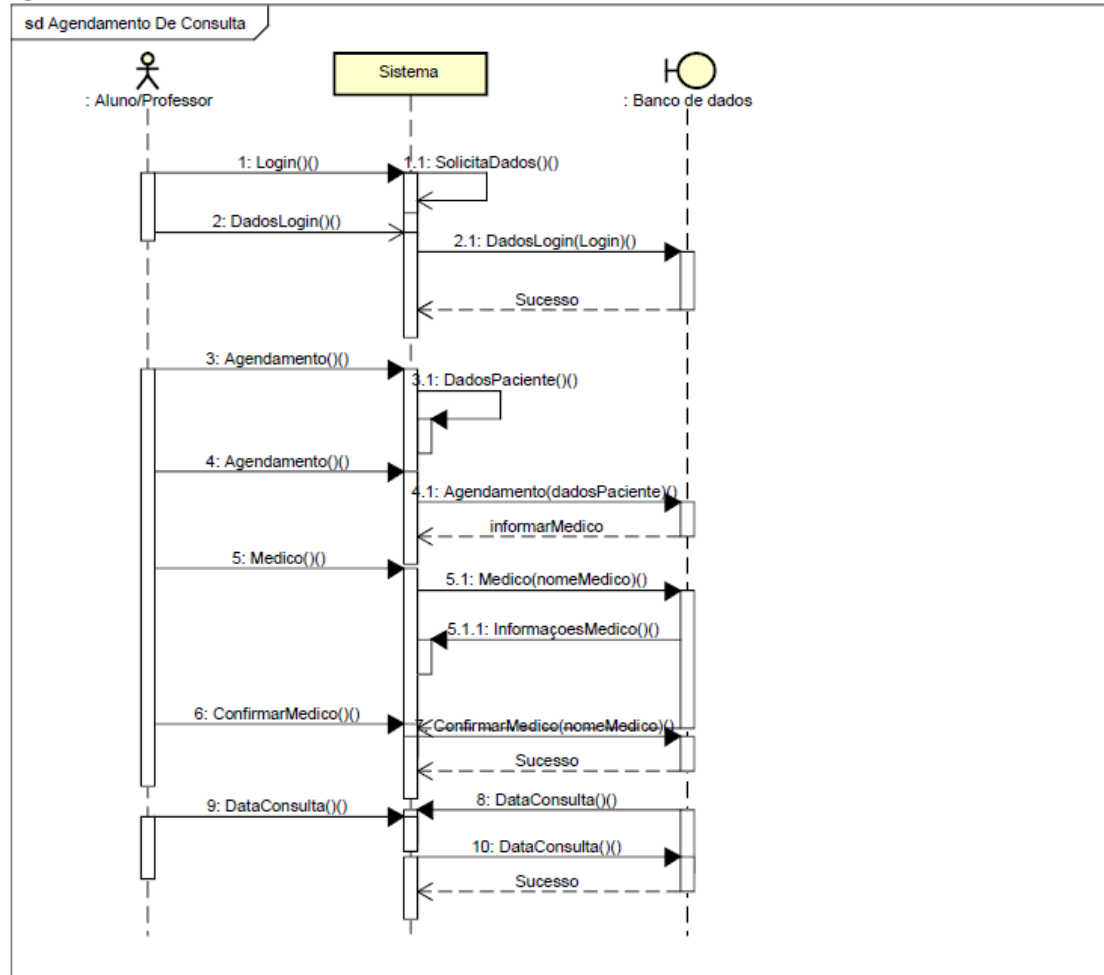 sd Agendamento De Consulta
Sistema
: Aluno/Professor
: Banco de dados
1: Login()()
1.1: SolicitaDados()()
2: DadosLogin()()
2.1: DadosLogin(Login)()
Sucesso
3: Agendamento()()
3.1: DadosPaciente()()
4: Agendamento()()
4.1: Agendamento(dadosPaciente)()
informarMedico
5: Medico()()
5.1: Medico(nomeMedico)()
5.1.1: InformaçoesMedico()()
6: ConfirmarMedico()()
7: ConfirmarMedico(nomeMedico)()
Sucesso
8: DataConsulta()()
9: DataConsulta()()
10: DataConsulta()()
Sucesso